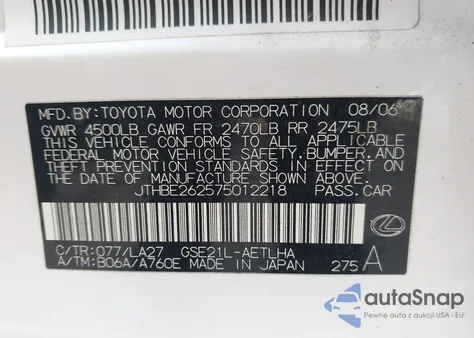 MFD.BY:TOYOTA MOTOR CORPORATION 08/06
GVWR 4500LB GAWR FR 2470LB RR 2475LB
THIS VEHICLE CONFORMS TO ALL APPLICABLE
FEDERAL MOTOR VEHICLE SAFETY,BUMPER,AND
THEFT PREVENTION STANDARDS IN EFFECT ON
THE DATE OF MANUFACTURE SHOWN ABOVE.
JTHBE262575012218 PASS.CAR
C/TR:077/LA27 GSE21L-AETLHA
A/TM:B06A/A760E MADE IN JAPAN 275 A
autoSnap
Pewne auta z aukcji USA i EU